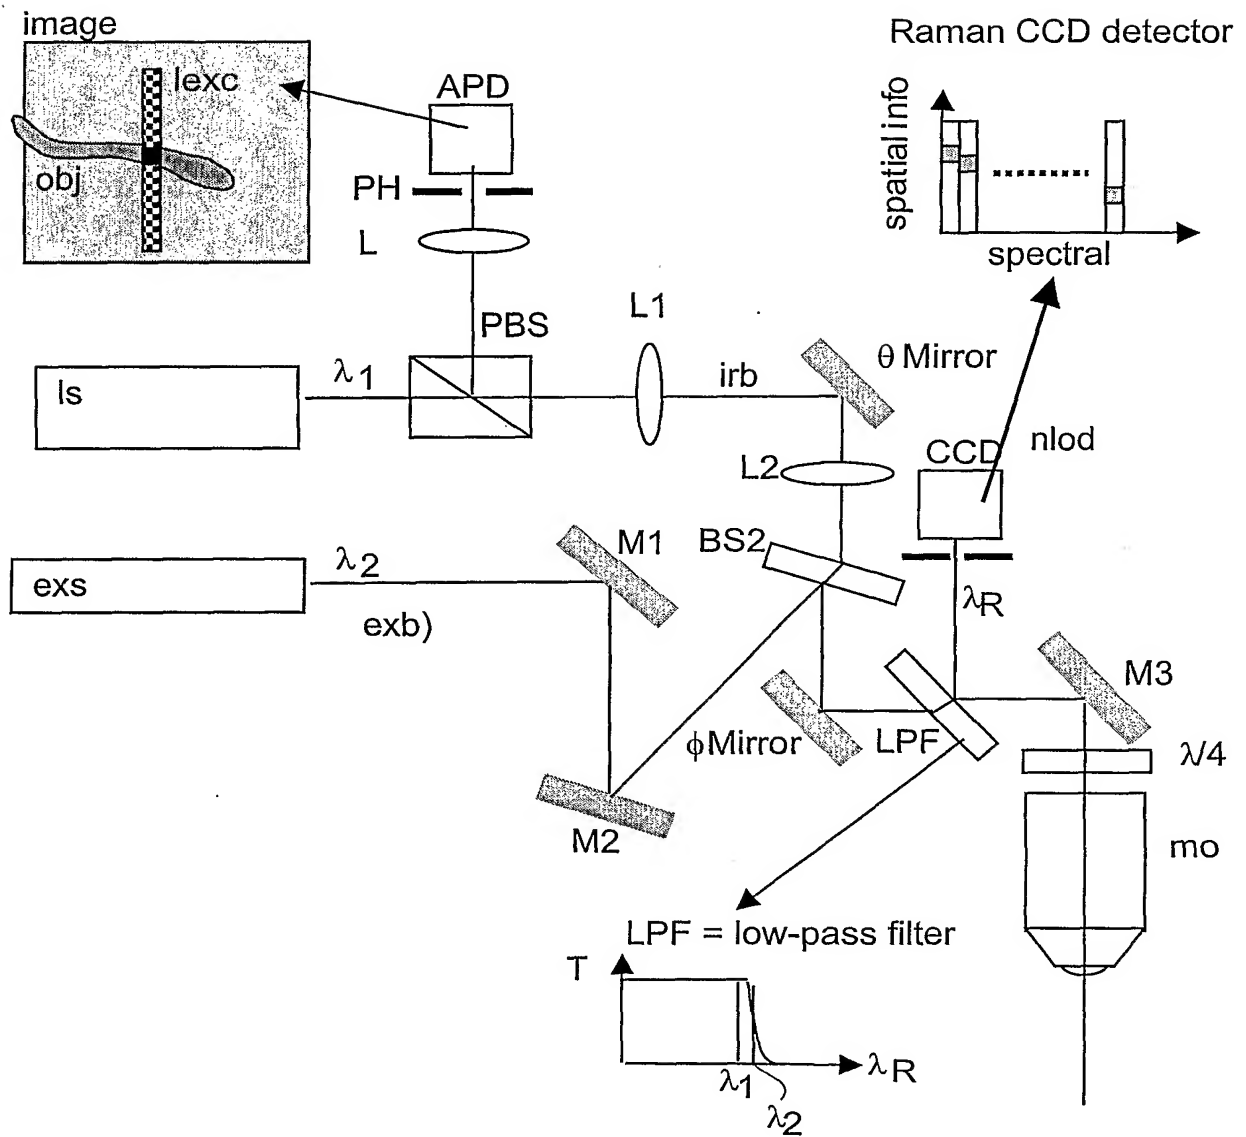 image
Raman CCD detector
lexc
APD
spatial info
obj
PH
L
spectral
PBS
L1
λ1
θ Mirror
irb
ls
nlod
CCD
L2
M1
BS2
λ2
exs
λR
exb)
M3
ϕ Mirror
LPF
λ/4
M2
mo
LPF = low-pass filter
T
λR
λ1
λ2